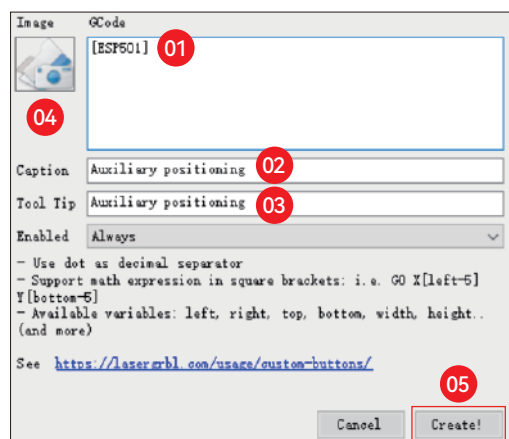 Image GCode
[ESP501] 01
04
Caption Auxiliary positioning 02
Tool Tip Auxiliary positioning 03
Enabled Always
- Use dot as decimal separator
- Support math expression in square brackets: i.e. G0 X[left-5]
Y[bottom-5]
- Available variables: left, right, top, bottom, width, height..
(and more)
See https://lasergrbl.com/usage/custom-buttons/
05
Cancel Create!